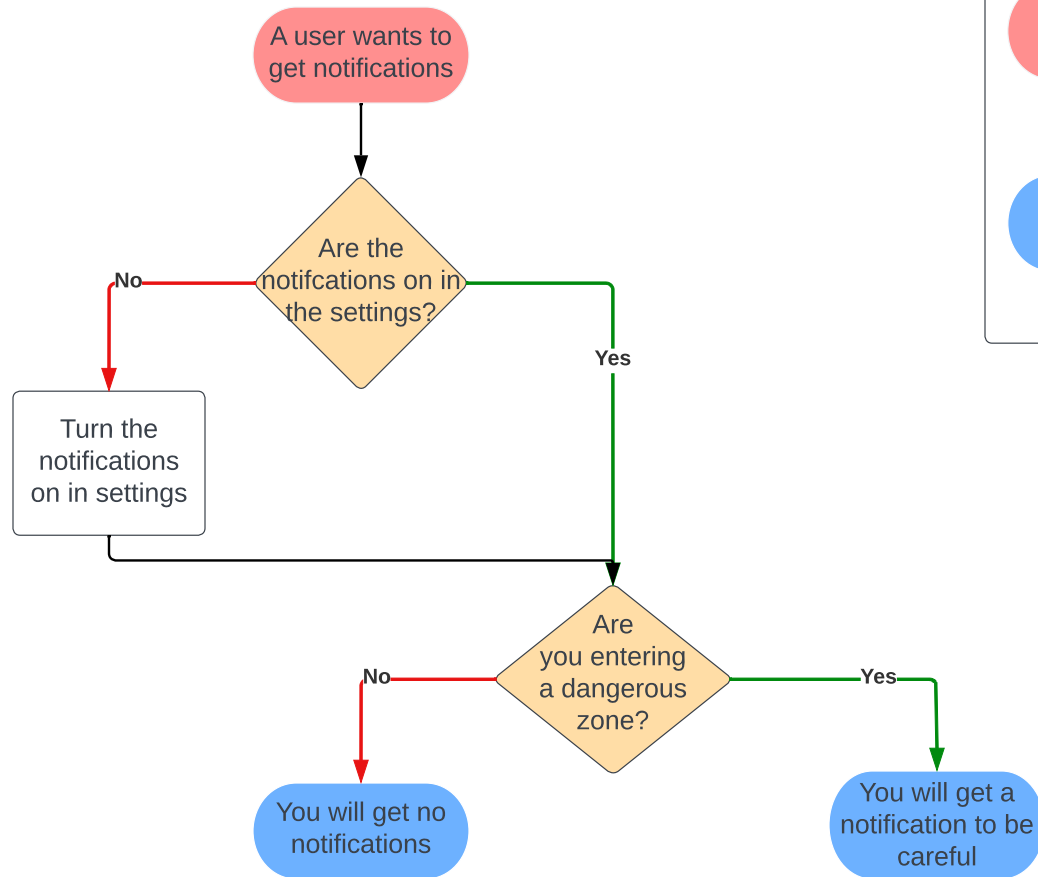 A user wants to
get notifications
Are the
notifcations on in
the settings?
No
Yes
Turn the
notifications
on in settings
Are
you entering
a dangerous
zone?
No
Yes
You will get no
notifications
You will get a
notification to be
careful